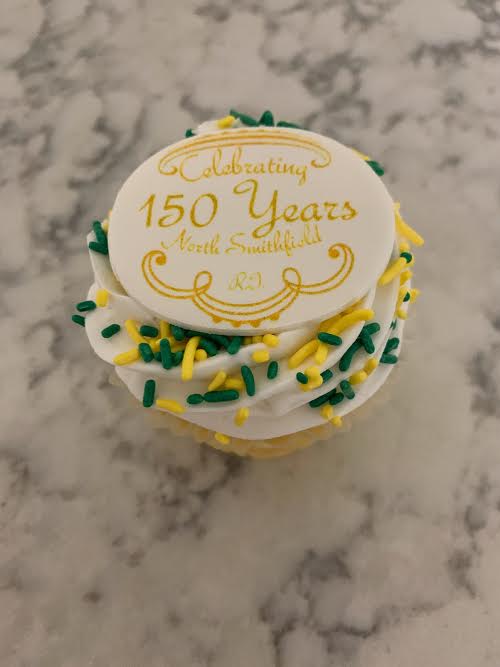 Celebrating
150 Years
North Smithfield
R.I.